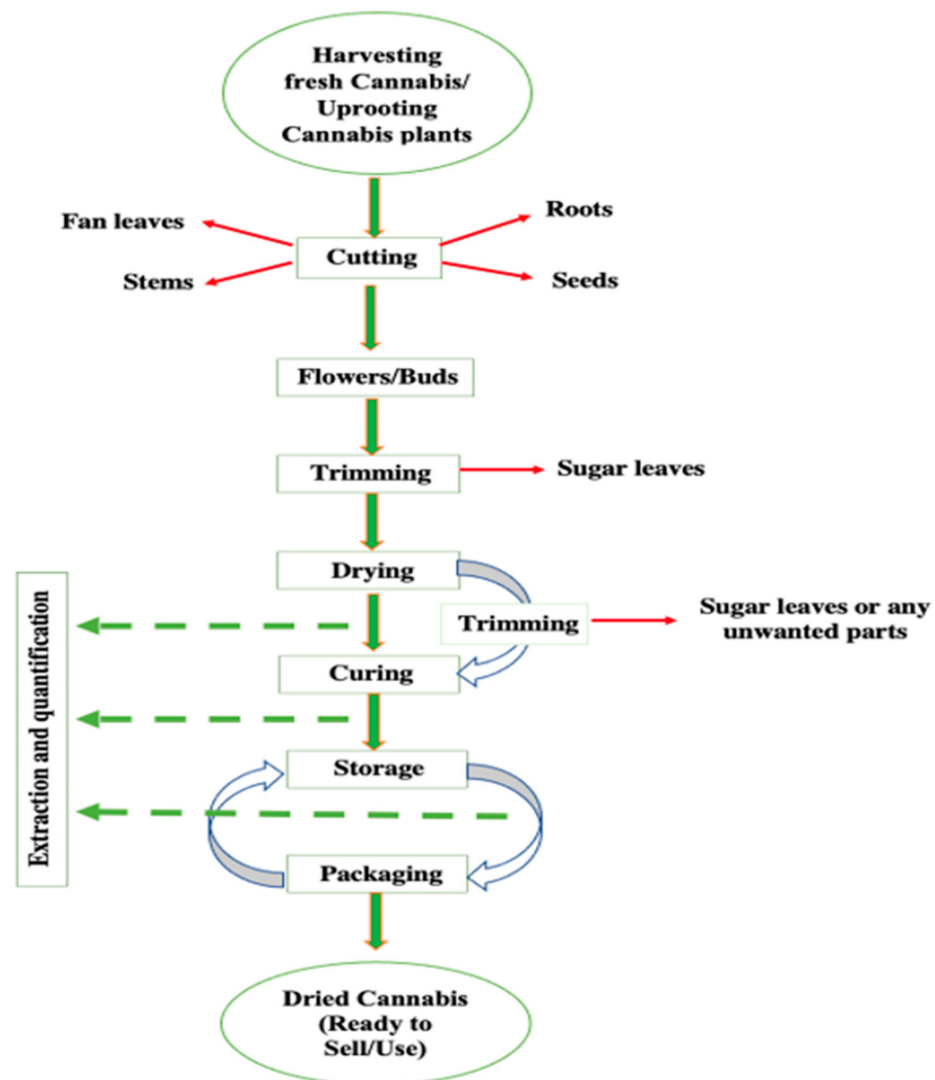 Harvesting
fresh Cannabis/
Uprooting
Cannabis plants
Fan leaves
Roots
Cutting
Stems
Seeds
Flowers/Buds
Trimming
Sugar leaves
Drying
Trimming
Sugar leaves or any
unwanted parts
Curing
Extraction and quantification
Storage
Packaging
Dried Cannabis
(Ready to
Sell/Use)